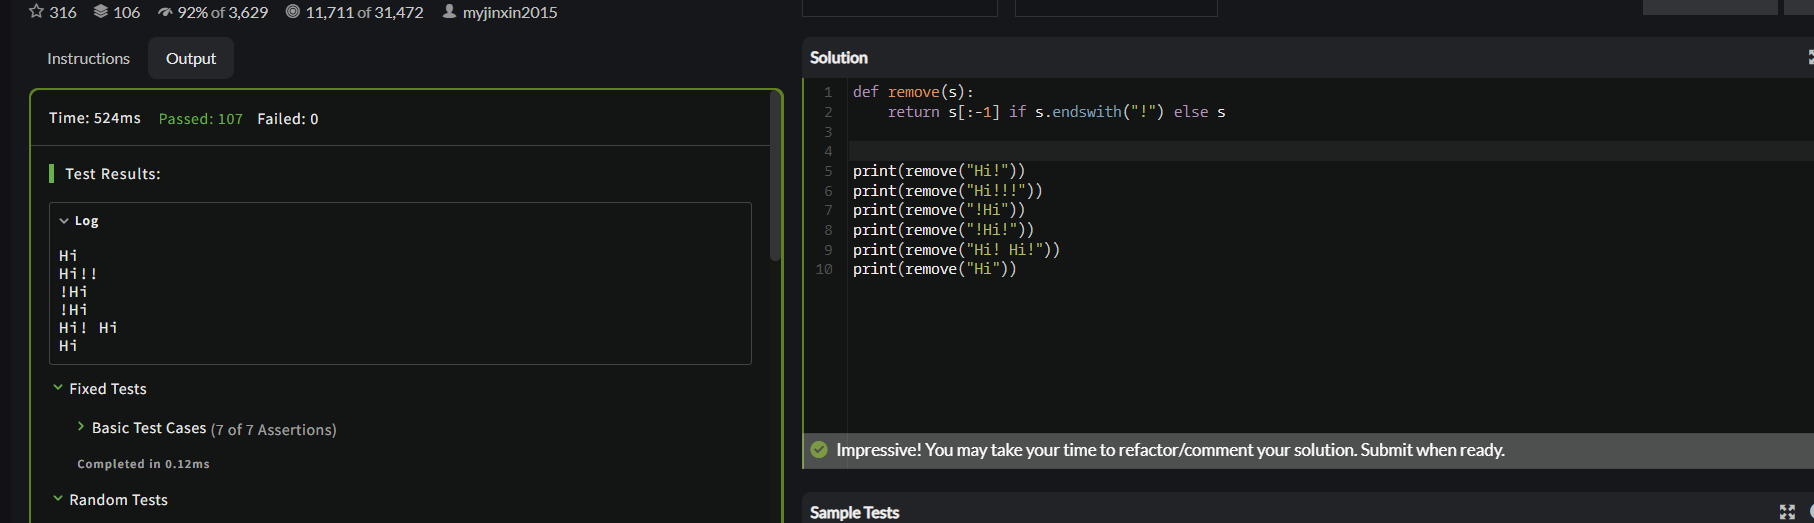 316 106 92% of 3,629 11,711 of 31,472 myjinxin2015
Instructions Output
Time: 524ms Passed: 107 Failed: 0
Test Results:
Log
Hi
Hi!!
!Hi
!Hi
Hi! Hi
Hi
Fixed Tests
Basic Test Cases (7 of 7 Assertions)
Completed in 0.12ms
Random Tests
Solution
1 def remove(s):
2     return s[:-1] if s.endswith("!") else s
3
4
5 print(remove("Hi!"))
6 print(remove("Hi!!!"))
7 print(remove("!Hi"))
8 print(remove("!Hi!"))
9 print(remove("Hi! Hi!"))
10 print(remove("Hi"))
Impressive! You may take your time to refactor/comment your solution. Submit when ready.
Sample Tests